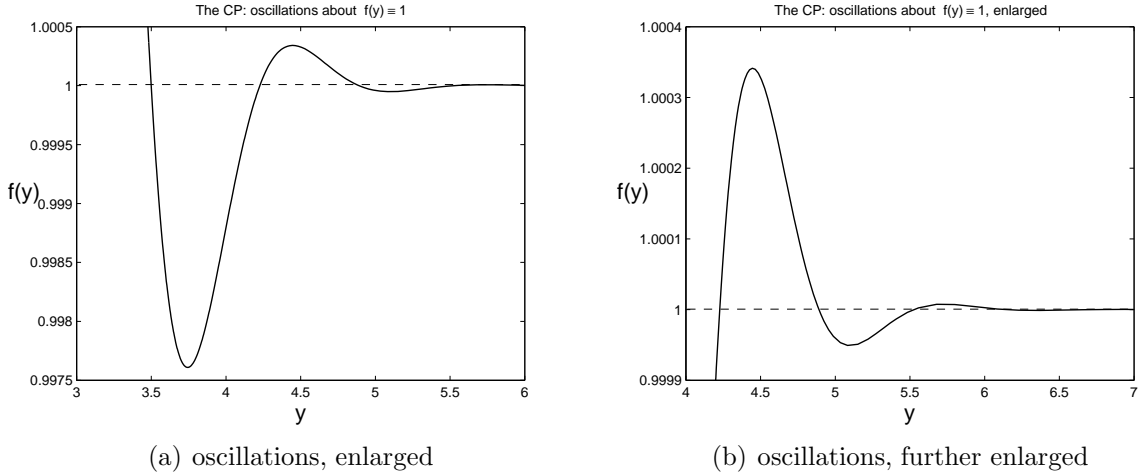 The CP: oscillations about f(y) ≡ 1
1.0005
1
0.9995
0.999
0.9985
0.998
0.9975
f(y)
3 3.5 4 4.5 5 5.5 6
y
(a) oscillations, enlarged
The CP: oscillations about f(y) ≡ 1, enlarged
1.0004
1.0003
1.0002
1.0001
1
0.9999
f(y)
4 4.5 5 5.5 6 6.5 7
y
(b) oscillations, further enlarged